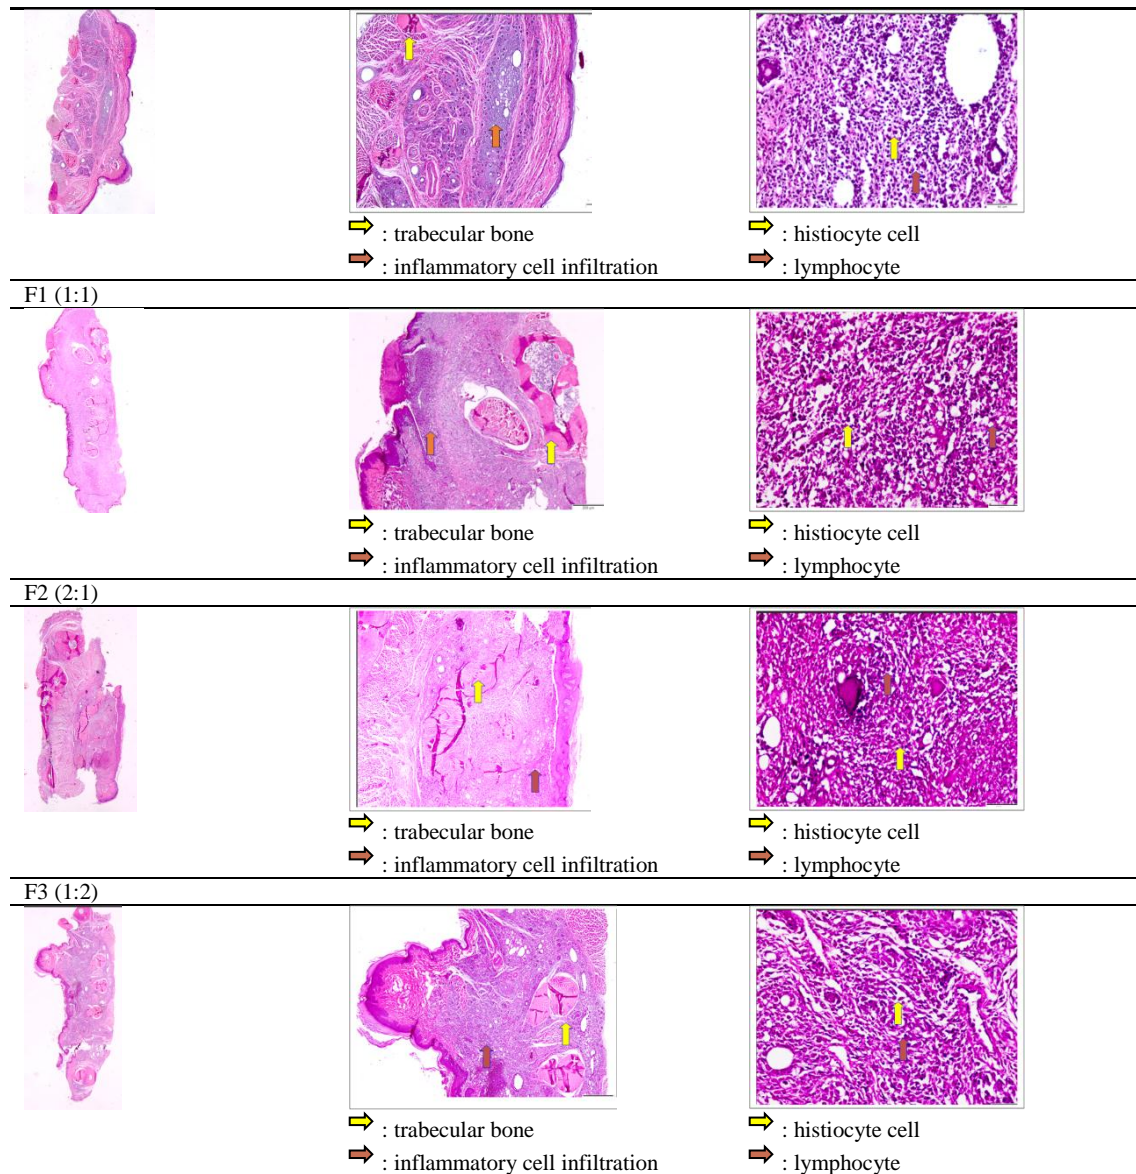 : trabecular bone
: inflammatory cell infiltration
: histiocyte cell
: lymphocyte
F1 (1:1)
: trabecular bone
: inflammatory cell infiltration
: histiocyte cell
: lymphocyte
F2 (2:1)
: trabecular bone
: inflammatory cell infiltration
: histiocyte cell
: lymphocyte
F3 (1:2)
: trabecular bone
: inflammatory cell infiltration
: histiocyte cell
: lymphocyte